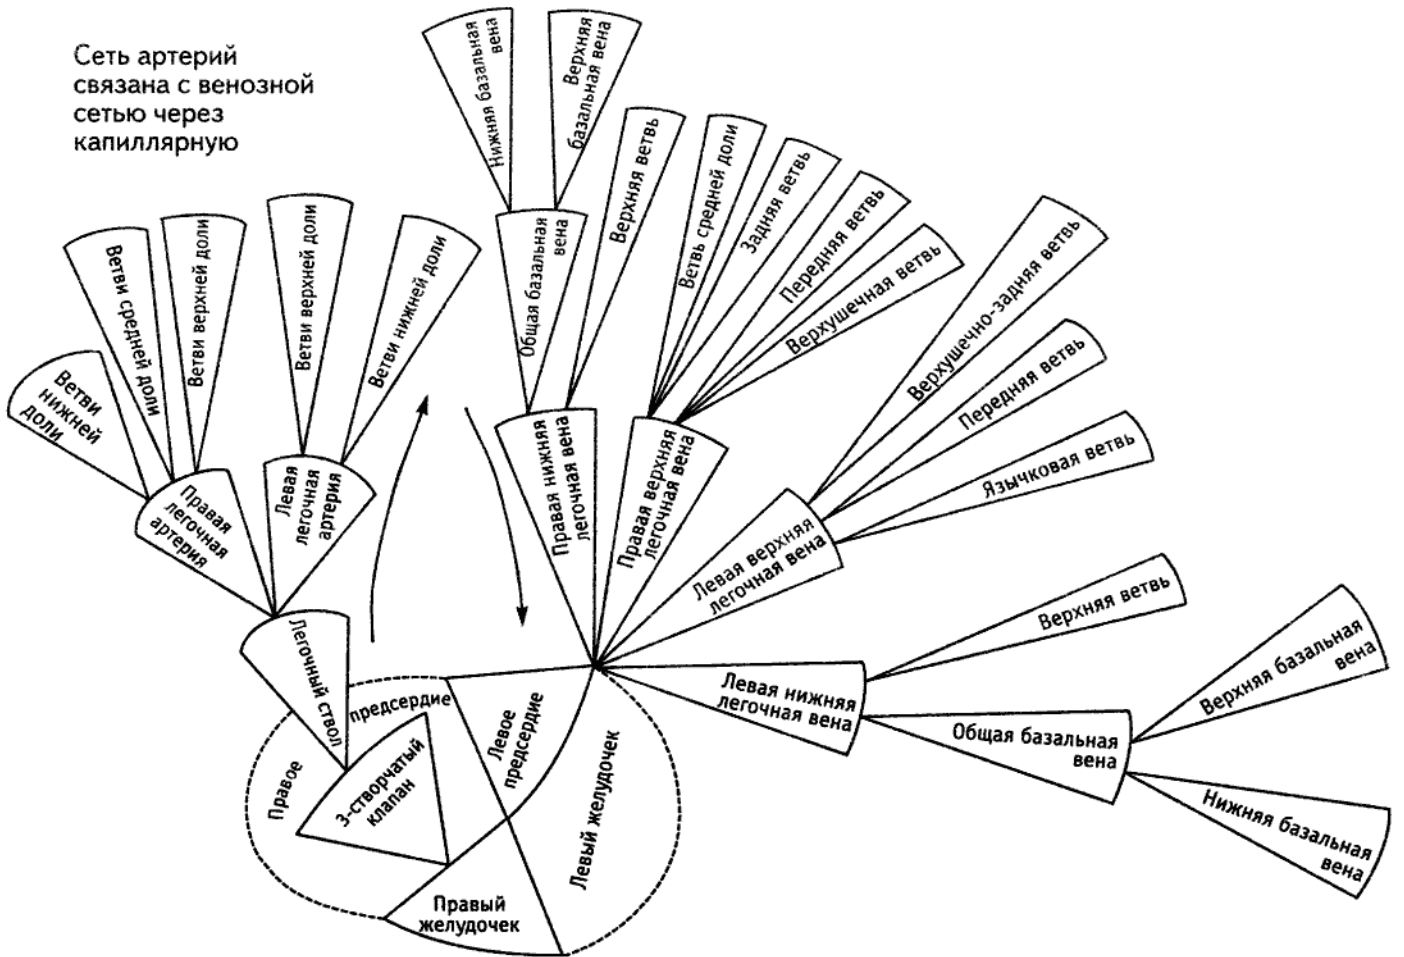 Сеть артерий
связана с венозной
сетью через
капиллярную
Нижняя базальная
вена
Верхняя
базальная вена
Верхняя ветвь
Ветвь средней доли
Задняя ветвь
Передняя ветвь
Верхушечная ветвь
Общая базальная
вена
Ветви нижней
доли
Ветви средней доли
Ветви верхней доли
Ветви верхней доли
Ветви нижней доли
Верхушечно-задняя ветвь
Передняя ветвь
Язычковая ветвь
Правая
легочная
артерия
Левая
легочная
артерия
Правая нижняя
легочная вена
Правая верхняя
легочная вена
Левая верхняя
легочная вена
Верхняя ветвь
Левая нижняя
легочная вена
Общая базальная
вена
Верхняя базальная
вена
Нижняя базальная
вена
Легочный ствол
Правое
предсердие
3-створчатый
клапан
Левое
предсердие
Левый желудочек
Правый
желудочек